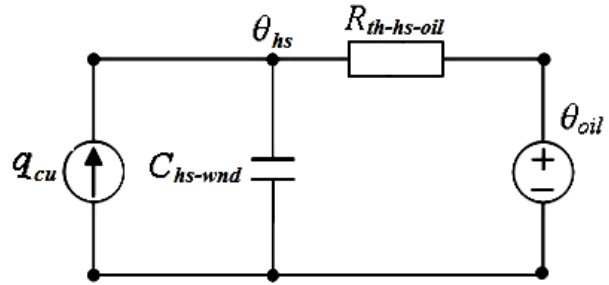 θhs
Rth-hs-oil
θoil
qcu
Chs-wnd
+
−